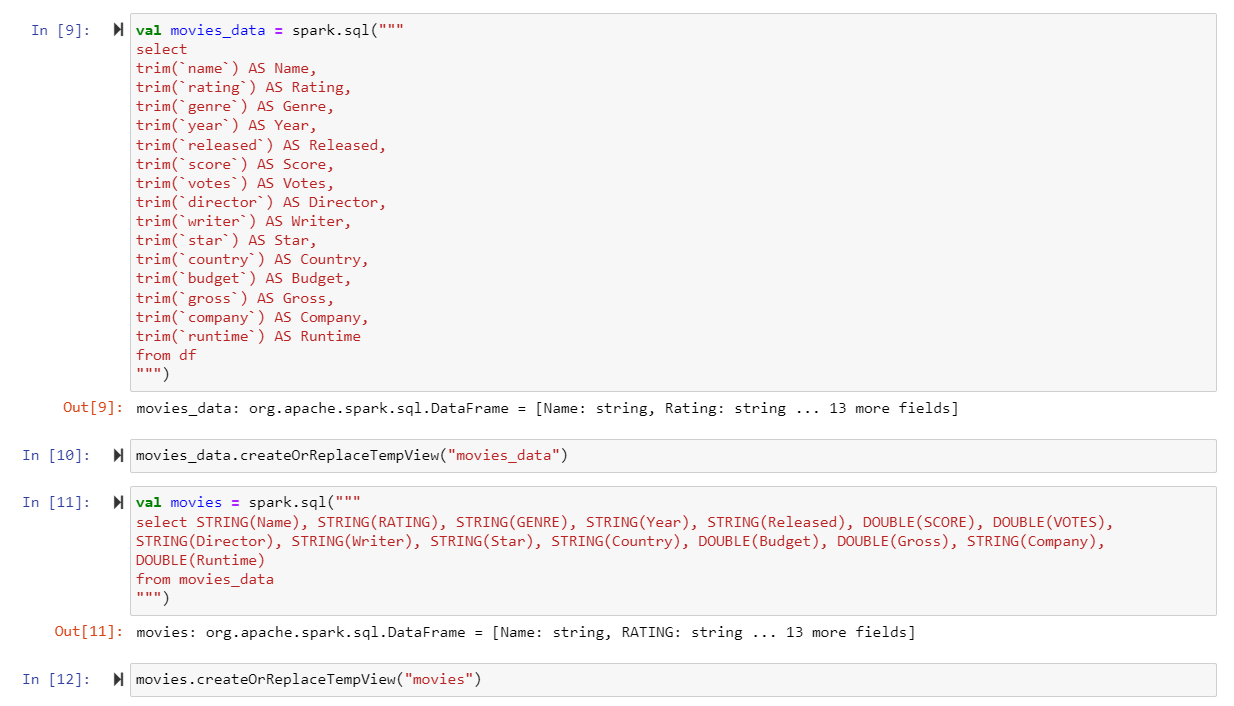 In [9]: val movies_data = spark.sql("""
select
trim(`name`) AS Name,
trim(`rating`) AS Rating,
trim(`genre`) AS Genre,
trim(`year`) AS Year,
trim(`released`) AS Released,
trim(`score`) AS Score,
trim(`votes`) AS Votes,
trim(`director`) AS Director,
trim(`writer`) AS Writer,
trim(`star`) AS Star,
trim(`country`) AS Country,
trim(`budget`) AS Budget,
trim(`gross`) AS Gross,
trim(`company`) AS Company,
trim(`runtime`) AS Runtime
from df
""")
Out[9]: movies_data: org.apache.spark.sql.DataFrame = [Name: string, Rating: string ... 13 more fields]
In [10]: movies_data.createOrReplaceTempView("movies_data")
In [11]: val movies = spark.sql("""
select STRING(Name), STRING(RATING), STRING(GENRE), STRING(Year), STRING(Released), DOUBLE(SCORE), DOUBLE(VOTES),
STRING(Director), STRING(Writer), STRING(Star), STRING(Country), DOUBLE(Budget), DOUBLE(Gross), STRING(Company),
DOUBLE(Runtime)
from movies_data
""")
Out[11]: movies: org.apache.spark.sql.DataFrame = [Name: string, RATING: string ... 13 more fields]
In [12]: movies.createOrReplaceTempView("movies")